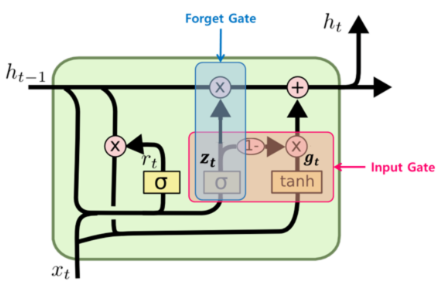 Forget Gate
h_t
h_{t-1}
x
+
x
r_t
z_t
1-
x
g_t
Input Gate
σ
σ
tanh
x_t